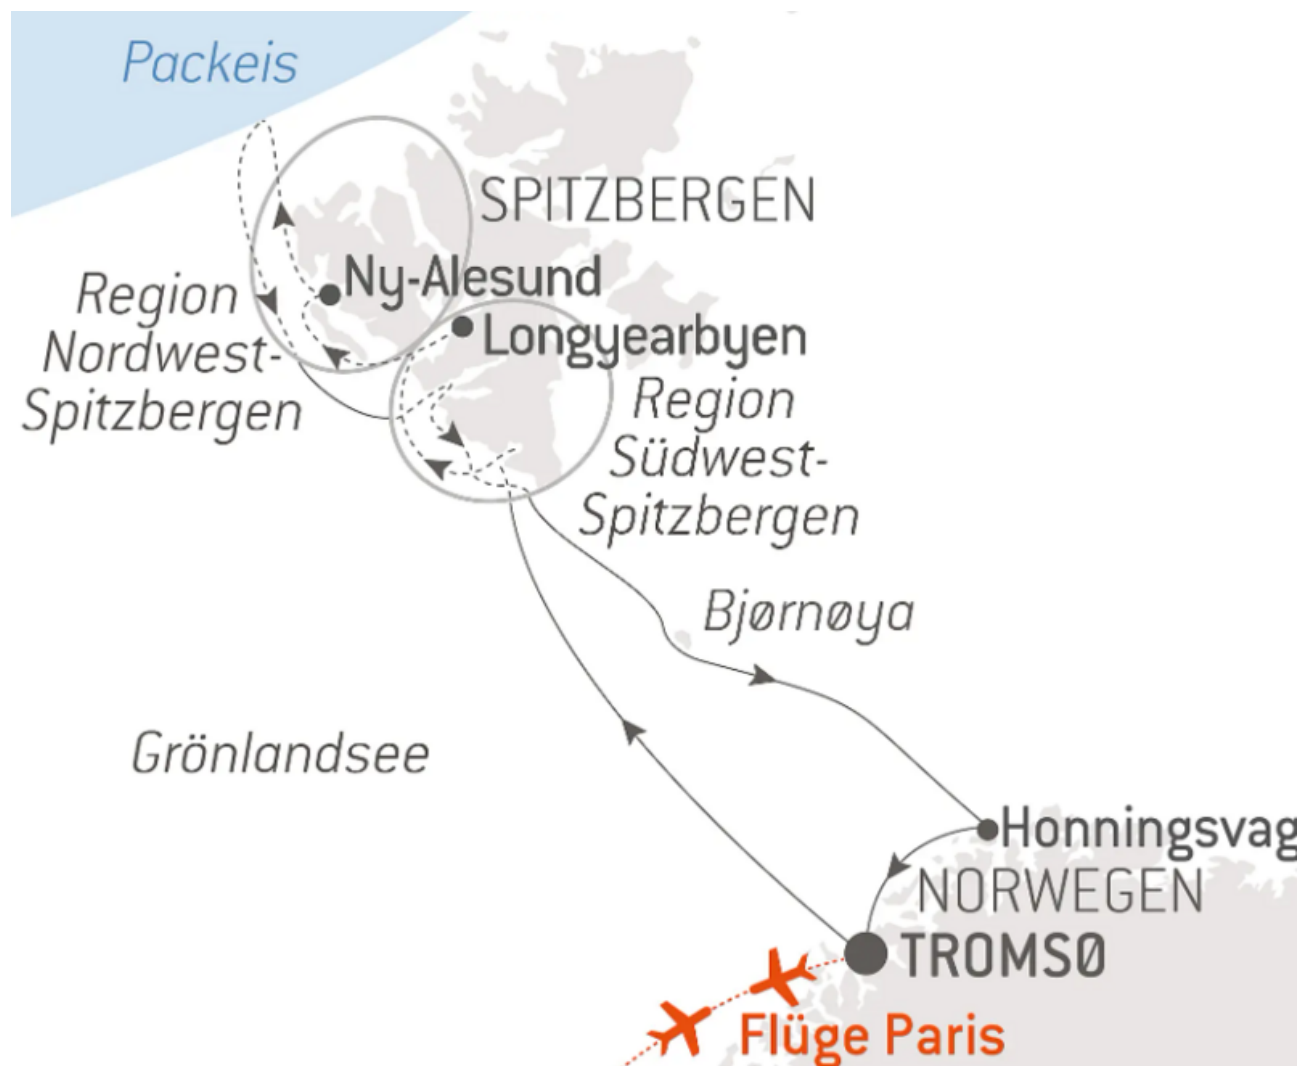 Packeis
SPITZBERGEN
Ny-Alesund
Region
Nordwest-
Spitzbergen
Longyearbyen
Region
Südwest-
Spitzbergen
Bjørnøya
Grönlandsee
Honningsvag
NORWEGEN
TROMSØ
Flüge Paris